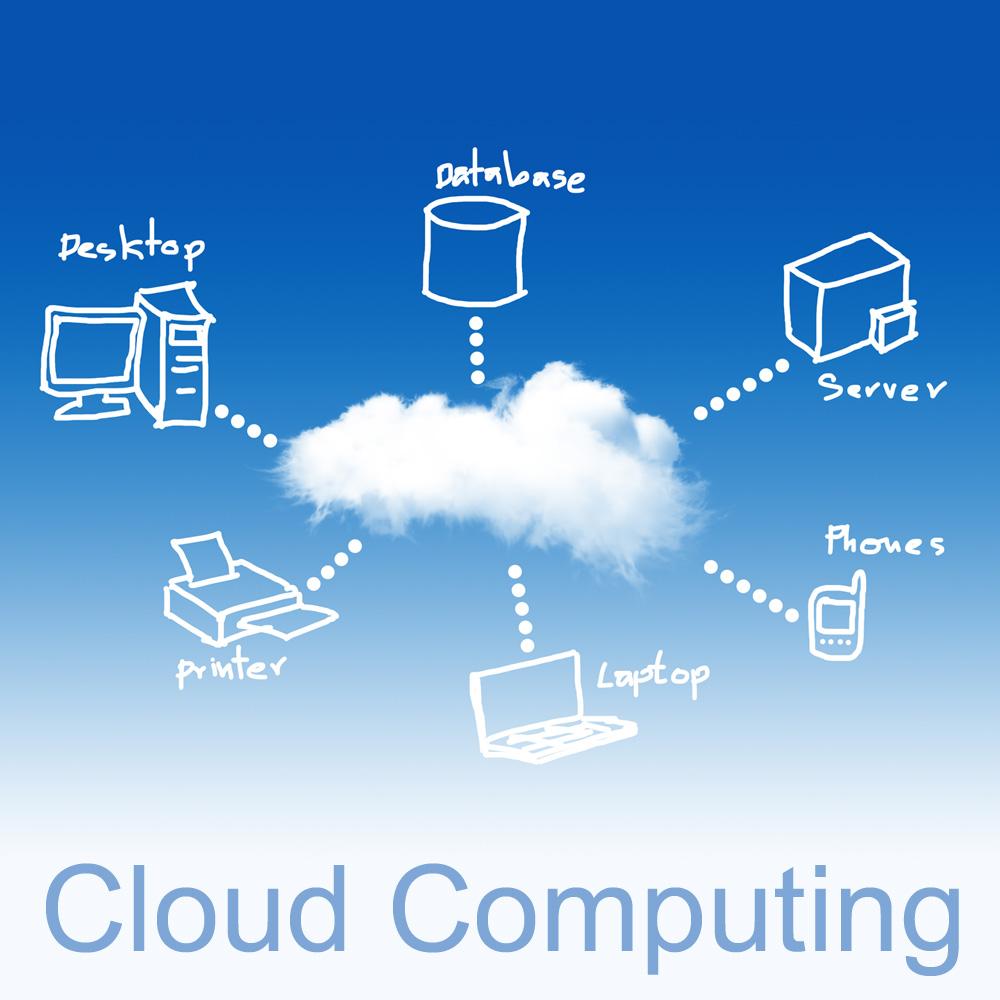 Database
Desktop
Server
Phones
printer
Laptop
Cloud Computing